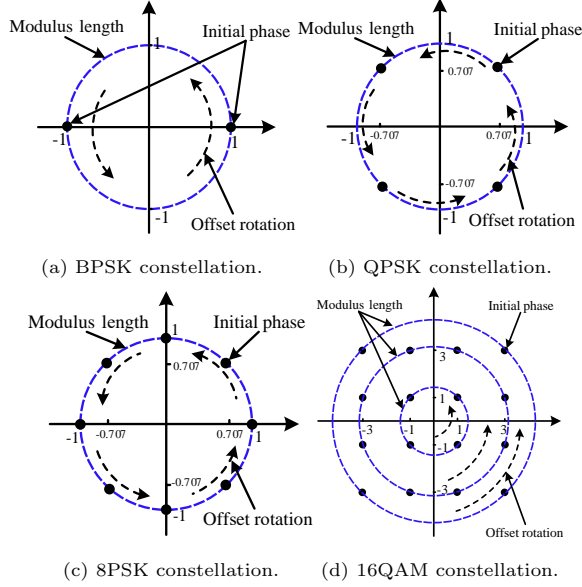 Modulus length
Initial phase
1
-1
1
-1
Offset rotation
(a) BPSK constellation.
Modulus length
Initial phase
1
0.707
-1
-0.707
0.707
1
-0.707
-1
Offset rotation
(b) QPSK constellation.
Modulus length
Initial phase
1
0.707
-1
-0.707
0.707
1
-0.707
-1
Offset rotation
(c) 8PSK constellation.
Modulus length
Initial phase
3
1
-3
-1
1
3
-1
-3
Offset rotation
(d) 16QAM constellation.